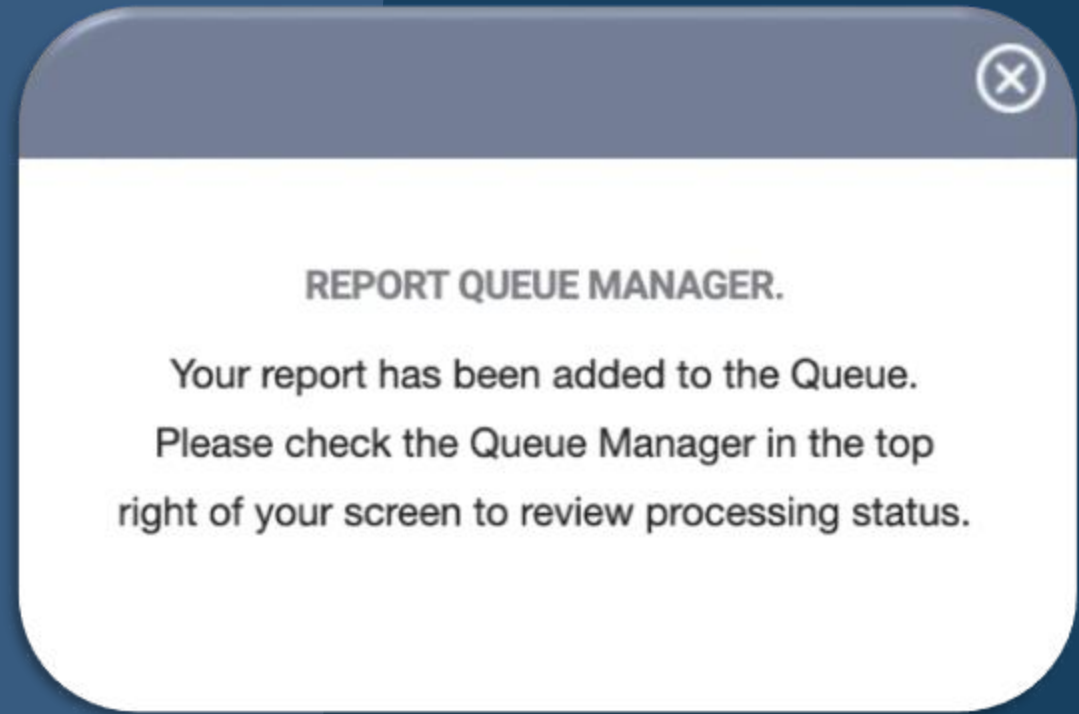 REPORT QUEUE MANAGER.
Your report has been added to the Queue.
Please check the Queue Manager in the top
right of your screen to review processing status.